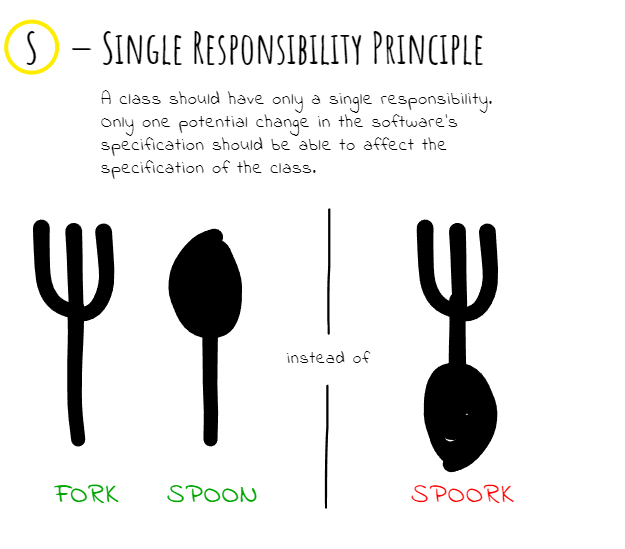 S – Single Responsibility Principle
A class should have only a single responsibility.
Only one potential change in the software's
specification should be able to affect the
specification of the class.
instead of
FORK
SPOON
SPOORK